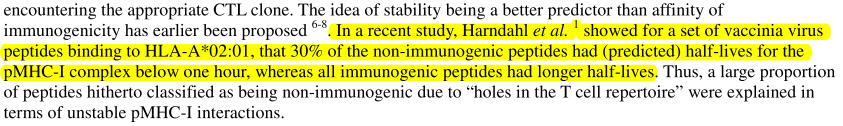 encountering the appropriate CTL clone. The idea of stability being a better predictor than affinity of
immunogenicity has earlier been proposed 6-8. In a recent study, Harndahl et al. 1 showed for a set of vaccinia virus
peptides binding to HLA-A*02:01, that 30% of the non-immunogenic peptides had (predicted) half-lives for the
pMHC-I complex below one hour, whereas all immunogenic peptides had longer half-lives. Thus, a large proportion
of peptides hitherto classified as being non-immunogenic due to “holes in the T cell repertoire” were explained in
terms of unstable pMHC-I interactions.